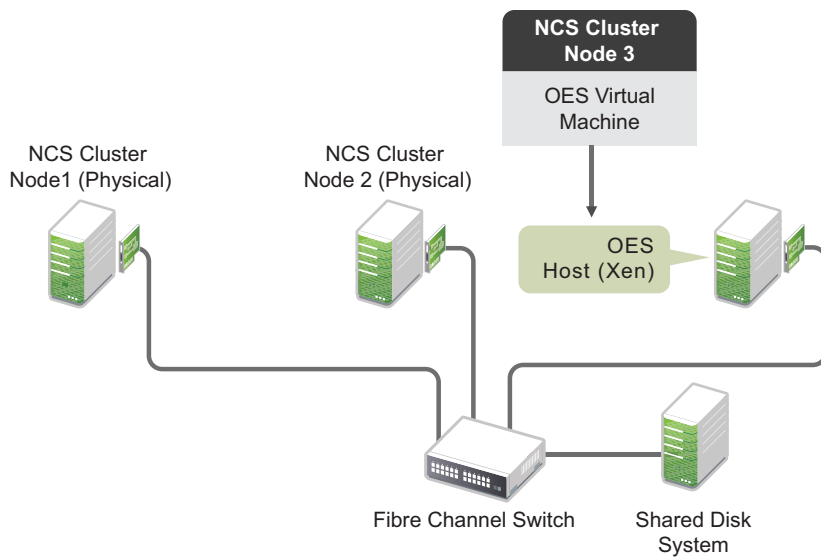 NCS Cluster
Node 3
OES Virtual
Machine
NCS Cluster
Node1 (Physical)
NCS Cluster
Node 2 (Physical)
OES
Host (Xen)
Fibre Channel Switch
Shared Disk
System